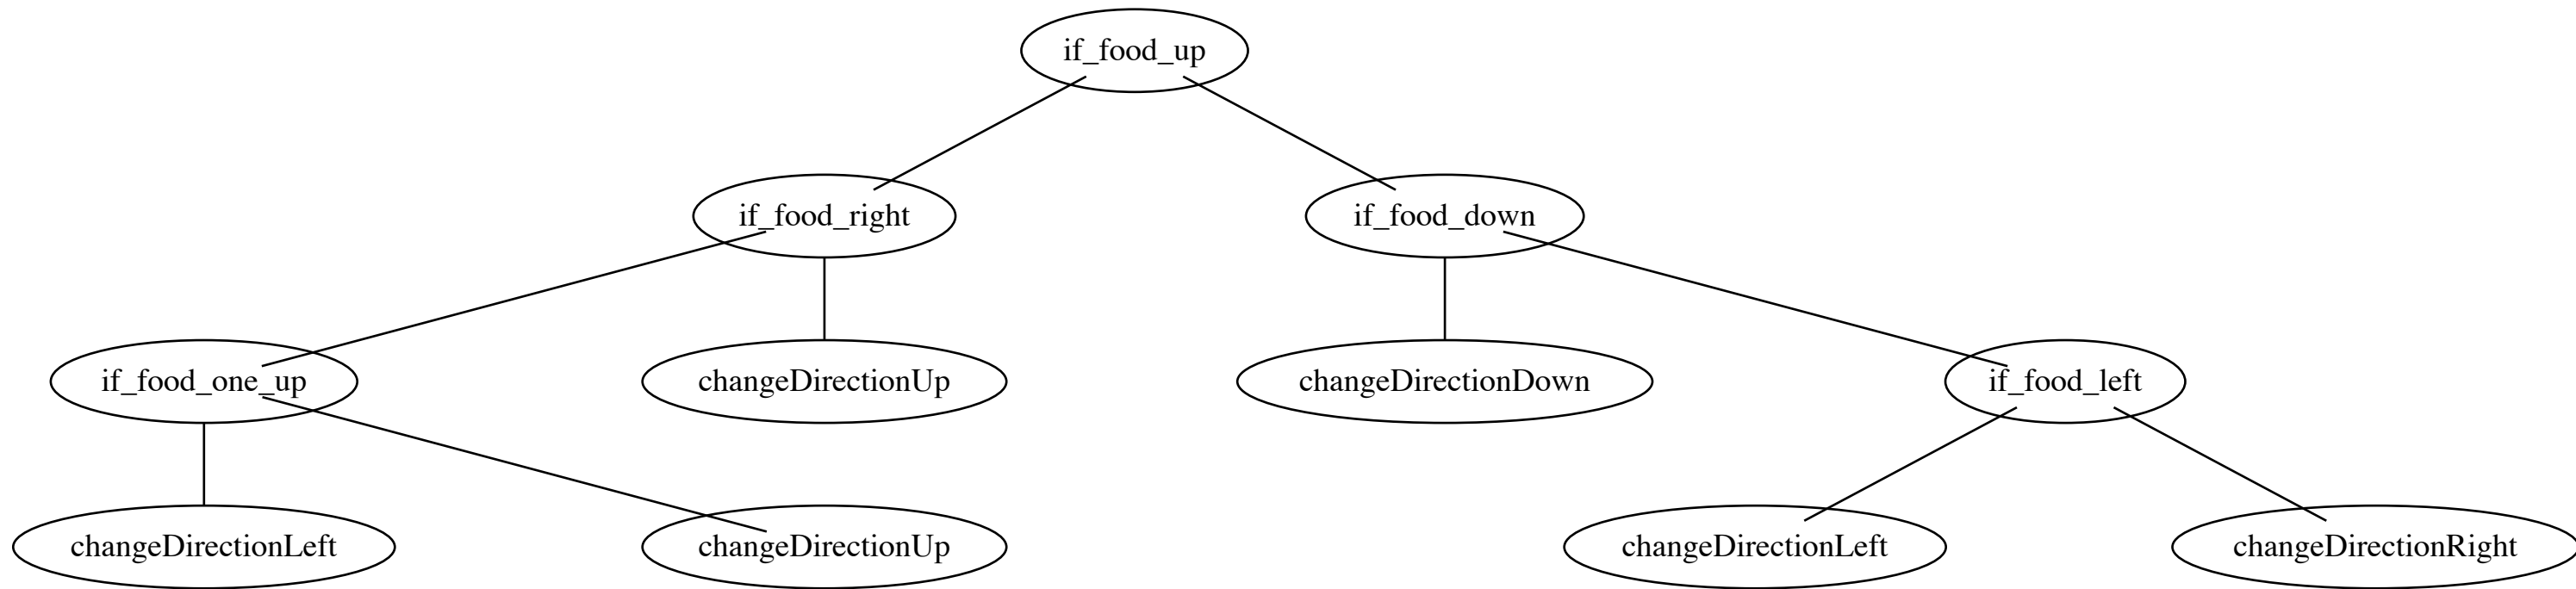 if_food_up
if_food_right
if_food_down
if_food_one_up
changeDirectionUp
changeDirectionDown
if_food_left
changeDirectionLeft
changeDirectionUp
changeDirectionLeft
changeDirectionRight